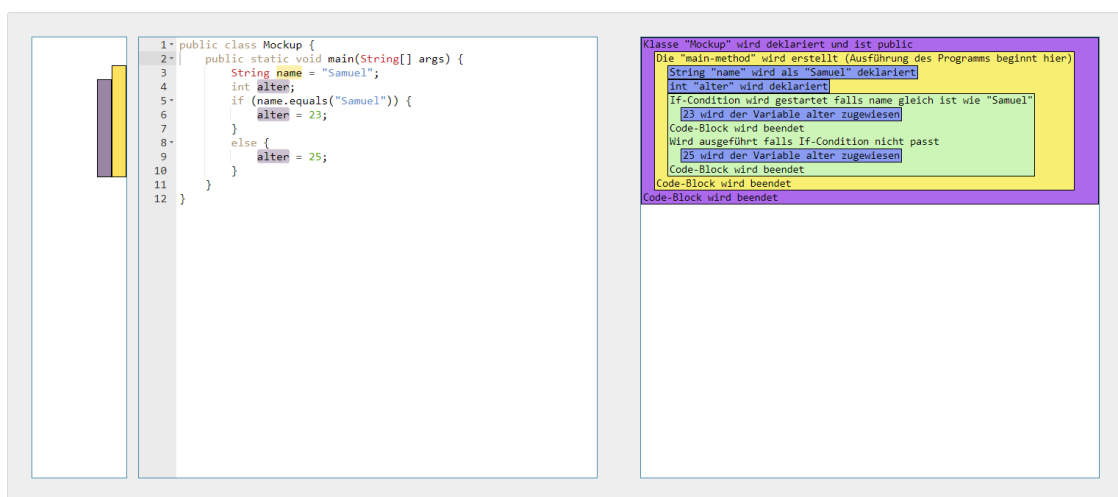 1 public class Mockup {
2 public static void main(String[] args) {
3 String name = "Samuel";
4 int alter;
5 if (name.equals("Samuel")) {
6 alter = 23;
7 }
8 else {
9 alter = 25;
10 }
11 }
12 }
Klasse "Mockup" wird deklariert und ist public
Die "main-method" wird erstellt (Ausführung des Programms beginnt hier)
String "name" wird als "Samuel" deklariert
int "alter" wird deklariert
If-Condition wird gestartet falls name gleich ist wie "Samuel"
23 wird der Variable alter zugewiesen
Code-Block wird beendet
Wird ausgeführt falls If-Condition nicht passt
25 wird der Variable alter zugewiesen
Code-Block wird beendet
Code-Block wird beendet
Code-Block wird beendet